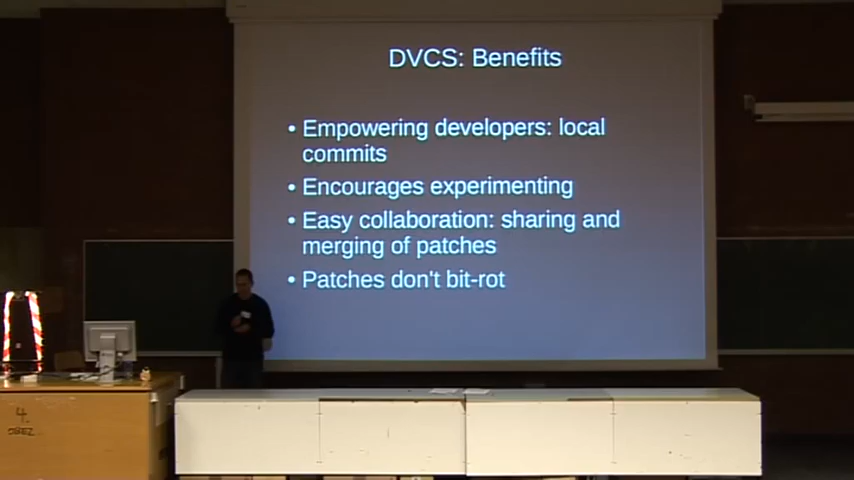 DVCS: Benefits
• Empowering developers: local
commits
• Encourages experimenting
• Easy collaboration: sharing and
merging of patches
• Patches don't bit-rot
4.